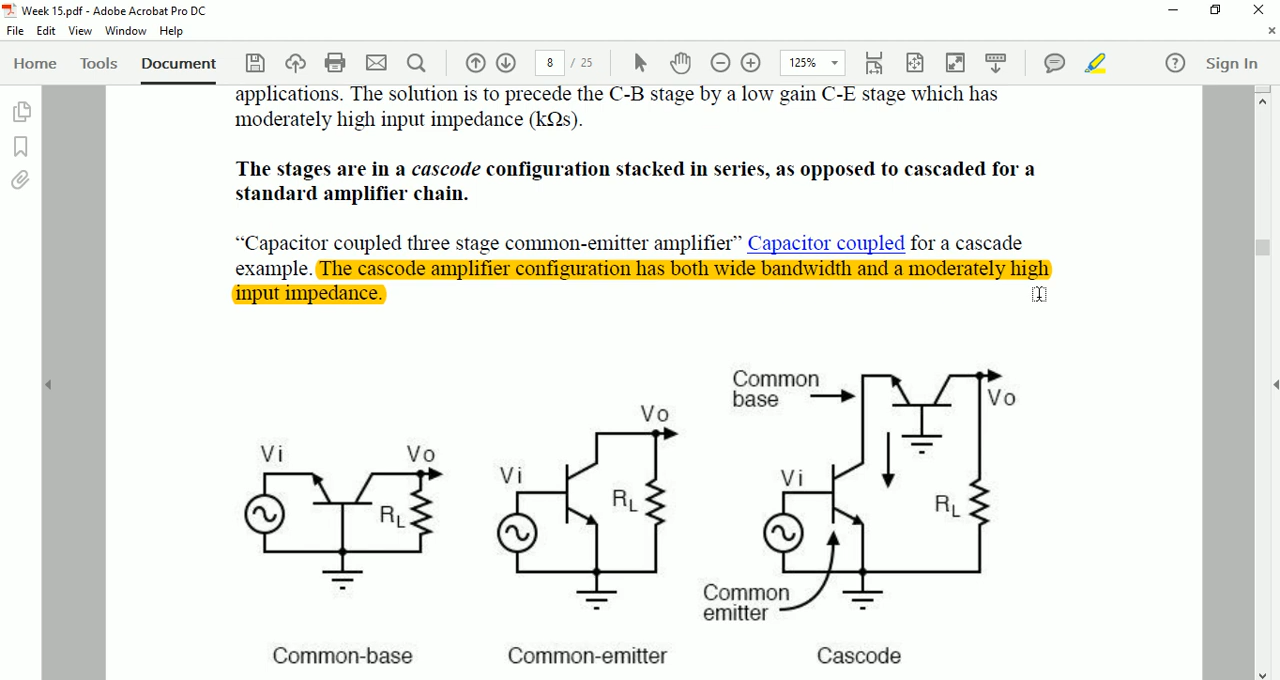 Week 15.pdf - Adobe Acrobat Pro DC
File Edit View Window Help
Home Tools Document 8 / 25 125% Sign In
applications. The solution is to precede the C-B stage by a low gain C-E stage which has
moderately high input impedance (kΩs).
The stages are in a cascode configuration stacked in series, as opposed to cascaded for a
standard amplifier chain.
“Capacitor coupled three stage common-emitter amplifier” Capacitor coupled for a cascade
example. The cascode amplifier configuration has both wide bandwidth and a moderately high
input impedance.
Vi Vo RL
Common-base
Vi Vo RL
Common-emitter
Common
base
Vi Vo RL
Common
emitter
Cascode